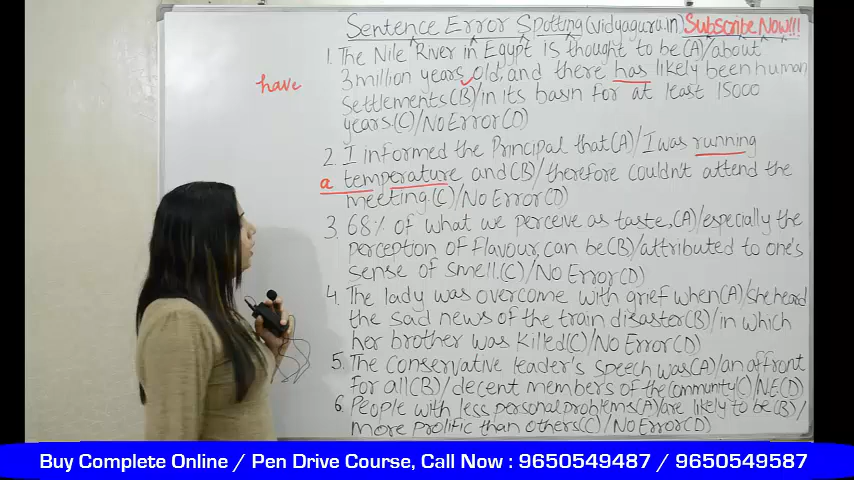 Sentence Error Spotting (vidyaguru.in) Subscribe Now!!!
1. The Nile River in Egypt is thought to be (A)/about
have
3 million years old, and there has likely been human
settlements (B)/in its basin for at least 15000
years.(C)/No Error(D)
2. I informed the Principal that (A)/I was running
a temperature and (B)/therefore couldn't attend the
meeting.(C)/No Error(D)
3. 68% of what we perceive as taste,(A)/especially the
perception of flavour, can be (B)/attributed to one's
sense of smell.(C)/No Error(D)
4. The lady was overcome with grief when (A)/she heard
the sad news of the train disaster (B)/in which
her brother was killed (C)/No Error(D)
5. The Conservative leader's speech was (A)/an affront
for all (B)/decent members of the community (C)/NE(D)
6. People with less personal problems (A)/are likely to be (B)/
more prolific than others (C)/No Error(D)
Buy Complete Online / Pen Drive Course, Call Now : 9650549487 / 9650549587